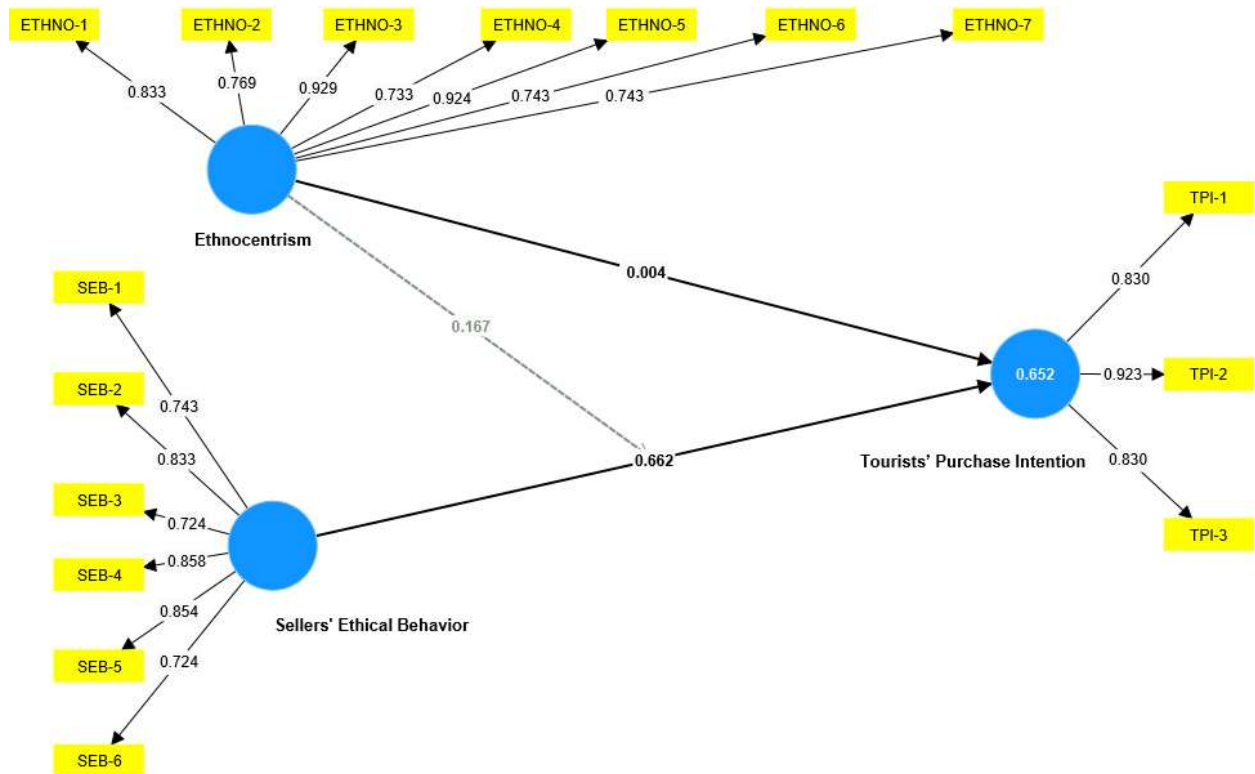 ETHNO-1 ETHNO-2 ETHNO-3 ETHNO-4 ETHNO-5 ETHNO-6 ETHNO-7
0.833 0.769 0.929 0.733 0.924 0.743 0.743
Ethnocentrism
TPI-1
0.004
0.830
SEB-1
0.167
0.652 0.923 TPI-2
SEB-2
0.743
0.833
0.662
Tourists' Purchase Intention
0.830
SEB-3
0.724
TPI-3
0.858
SEB-4
0.854
Sellers' Ethical Behavior
SEB-5
0.724
SEB-6